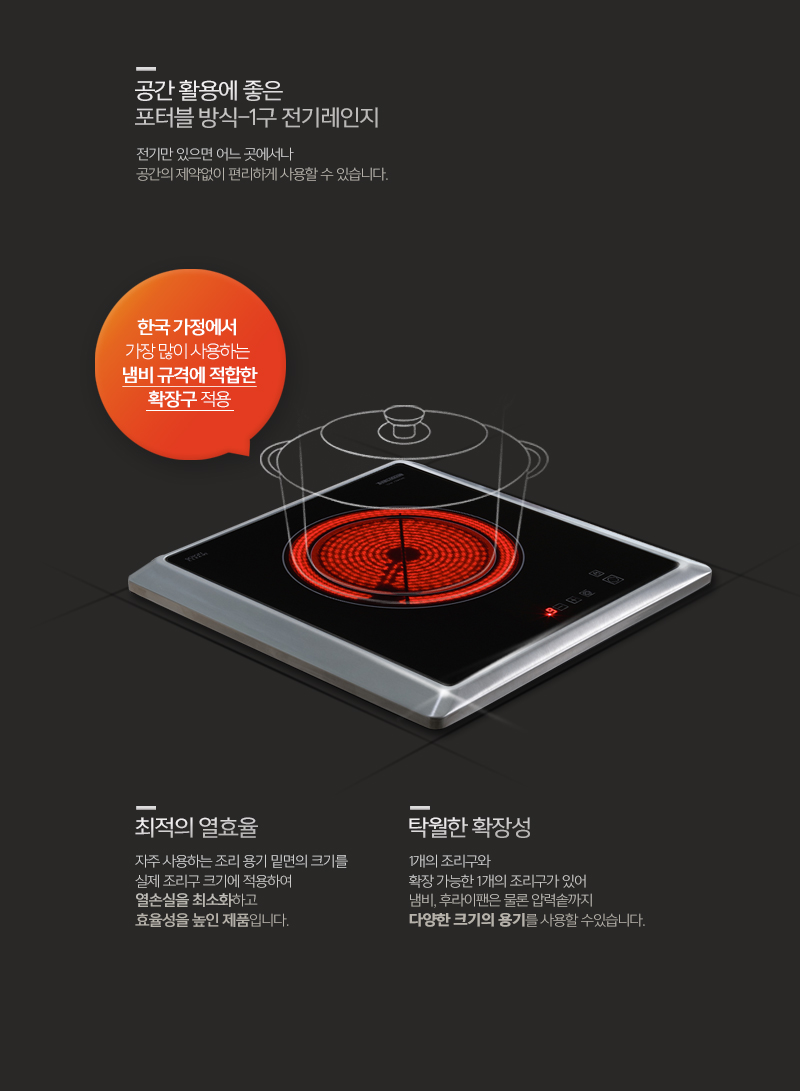 공간 활용에 좋은
포터블 방식-1구 전기레인지
전기만 있으면 어느 곳에서나
공간의 제약없이 편리하게 사용할 수 있습니다.
한국 가정에서
가장 많이 사용하는
냄비 규격에 적합한
확장구 적용
최적의 열효율
자주 사용하는 조리 용기 밑면의 크기를
실제 조리구 크기에 적용하여
열손실을 최소화하고
효율성을 높인 제품입니다.
탁월한 확장성
1개의 조리구와
확장 가능한 1개의 조리구가 있어
냄비, 후라이팬은 물론 압력솥까지
다양한 크기의 용기를 사용할 수있습니다.